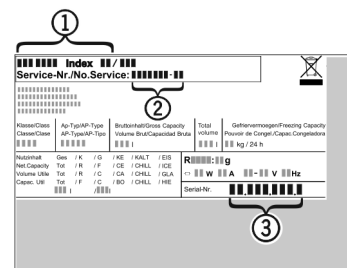 1
Index /
Service-Nr./No.Service: -
2
Klasse/Class Ap-Typ/AP-Type Bruttoinhalt/Gross Capacity Total Gefriervermoegen/Freezing Capacity
Classe/Clase AP-Type/AP-Tipo Volume Brut/Capacidad Bruta volume Pouvoir de Congel./Capac.Congeladora
l l kg / 24 h
Nutzinhalt Ges / K / G / KE / KALT / EIS
Net.Capacity Tot / R / F / CE / CHILL / ICE
Volume Utile Tot / R / C / CA / CHILL / GLA
Capac. Util Tot / F / C / BO / CHILL / HIE
l / l
R : g
W A - V Hz
Serial-Nr. . . .
3